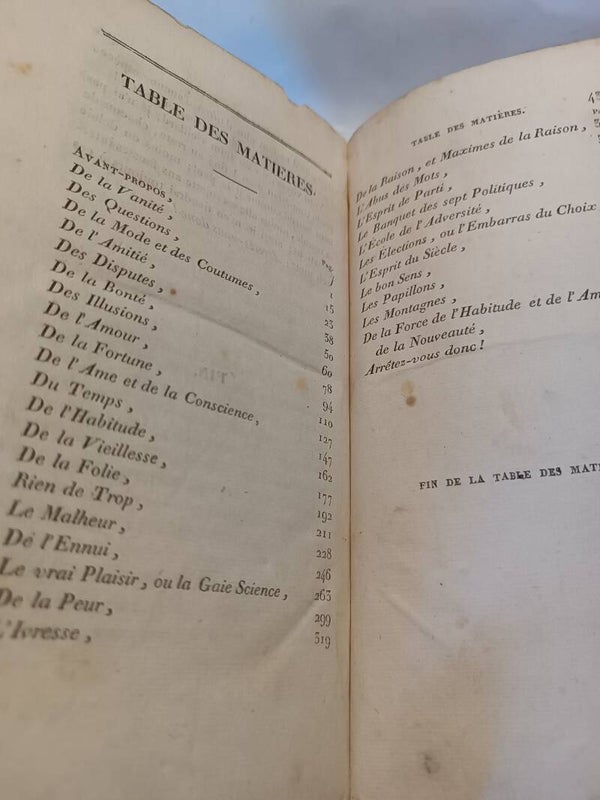 TABLE DES MATIÈRES.
Pag.
AVANT-PROPOS, j
De la Vanité, 1
Des Questions, 15
De la Mode et des Coutumes, 23
De l'Amitié, 38
Des Disputes, 50
De la Bonté, 60
Des Illusions, 78
De l'Amour, 94
De la Fortune, 110
De l'Ame et de la Conscience, 127
Du Temps, 147
De l'Habitude, 162
De la Vieillesse, 177
De la Folie, 192
Rien de Trop, 211
Le Malheur, 228
De l'Ennui, 246
Le vrai Plaisir, ou la Gaie Science, 263
De la Peur, 299
L'Ivresse, 319
TABLE DES MATIÈRES. 43
De la Raison, et Maximes de la Raison,
L'Abus des Mots,
L'Esprit de Parti,
Le Banquet des sept Politiques,
L'École de l'Adversité,
Les Élections, ou l'Embarras du Choix
L'Esprit du Siècle,
Le bon Sens,
Les Papillons,
Les Montagnes,
De la Force de l'Habitude et de l'Am
de la Nouveauté,
Arrêtez-vous donc!
FIN DE LA TABLE DES MATI